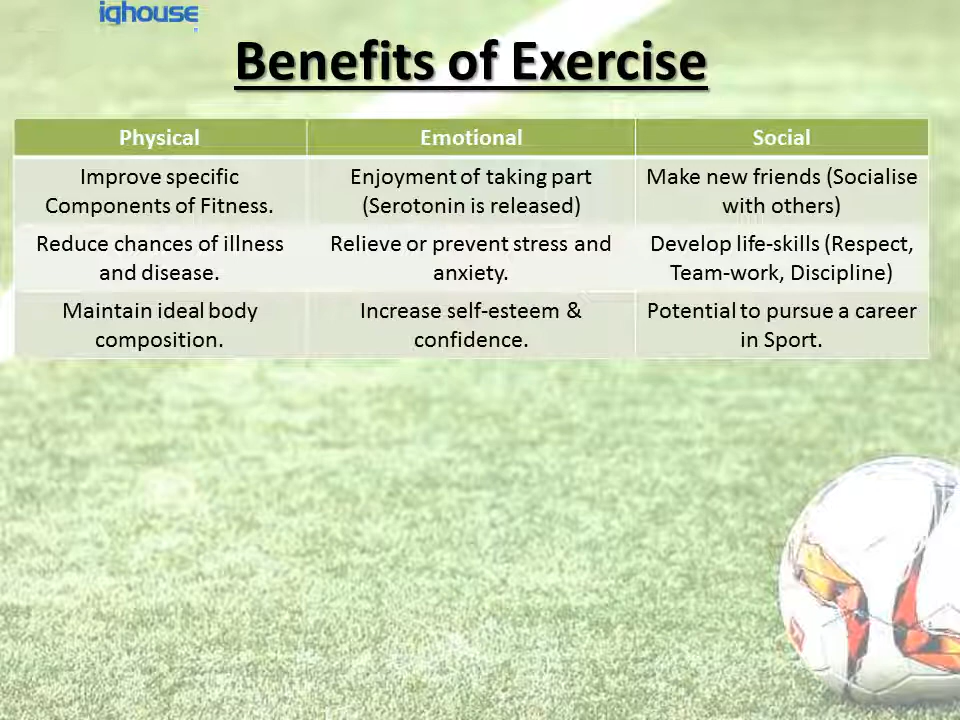 ighouse
Benefits of Exercise
Physical
Emotional
Social
Improve specific
Components of Fitness.
Enjoyment of taking part
(Serotonin is released)
Make new friends (Socialise
with others)
Reduce chances of illness
and disease.
Relieve or prevent stress and
anxiety.
Develop life-skills (Respect,
Team-work, Discipline)
Maintain ideal body
composition.
Increase self-esteem &
confidence.
Potential to pursue a career
in Sport.